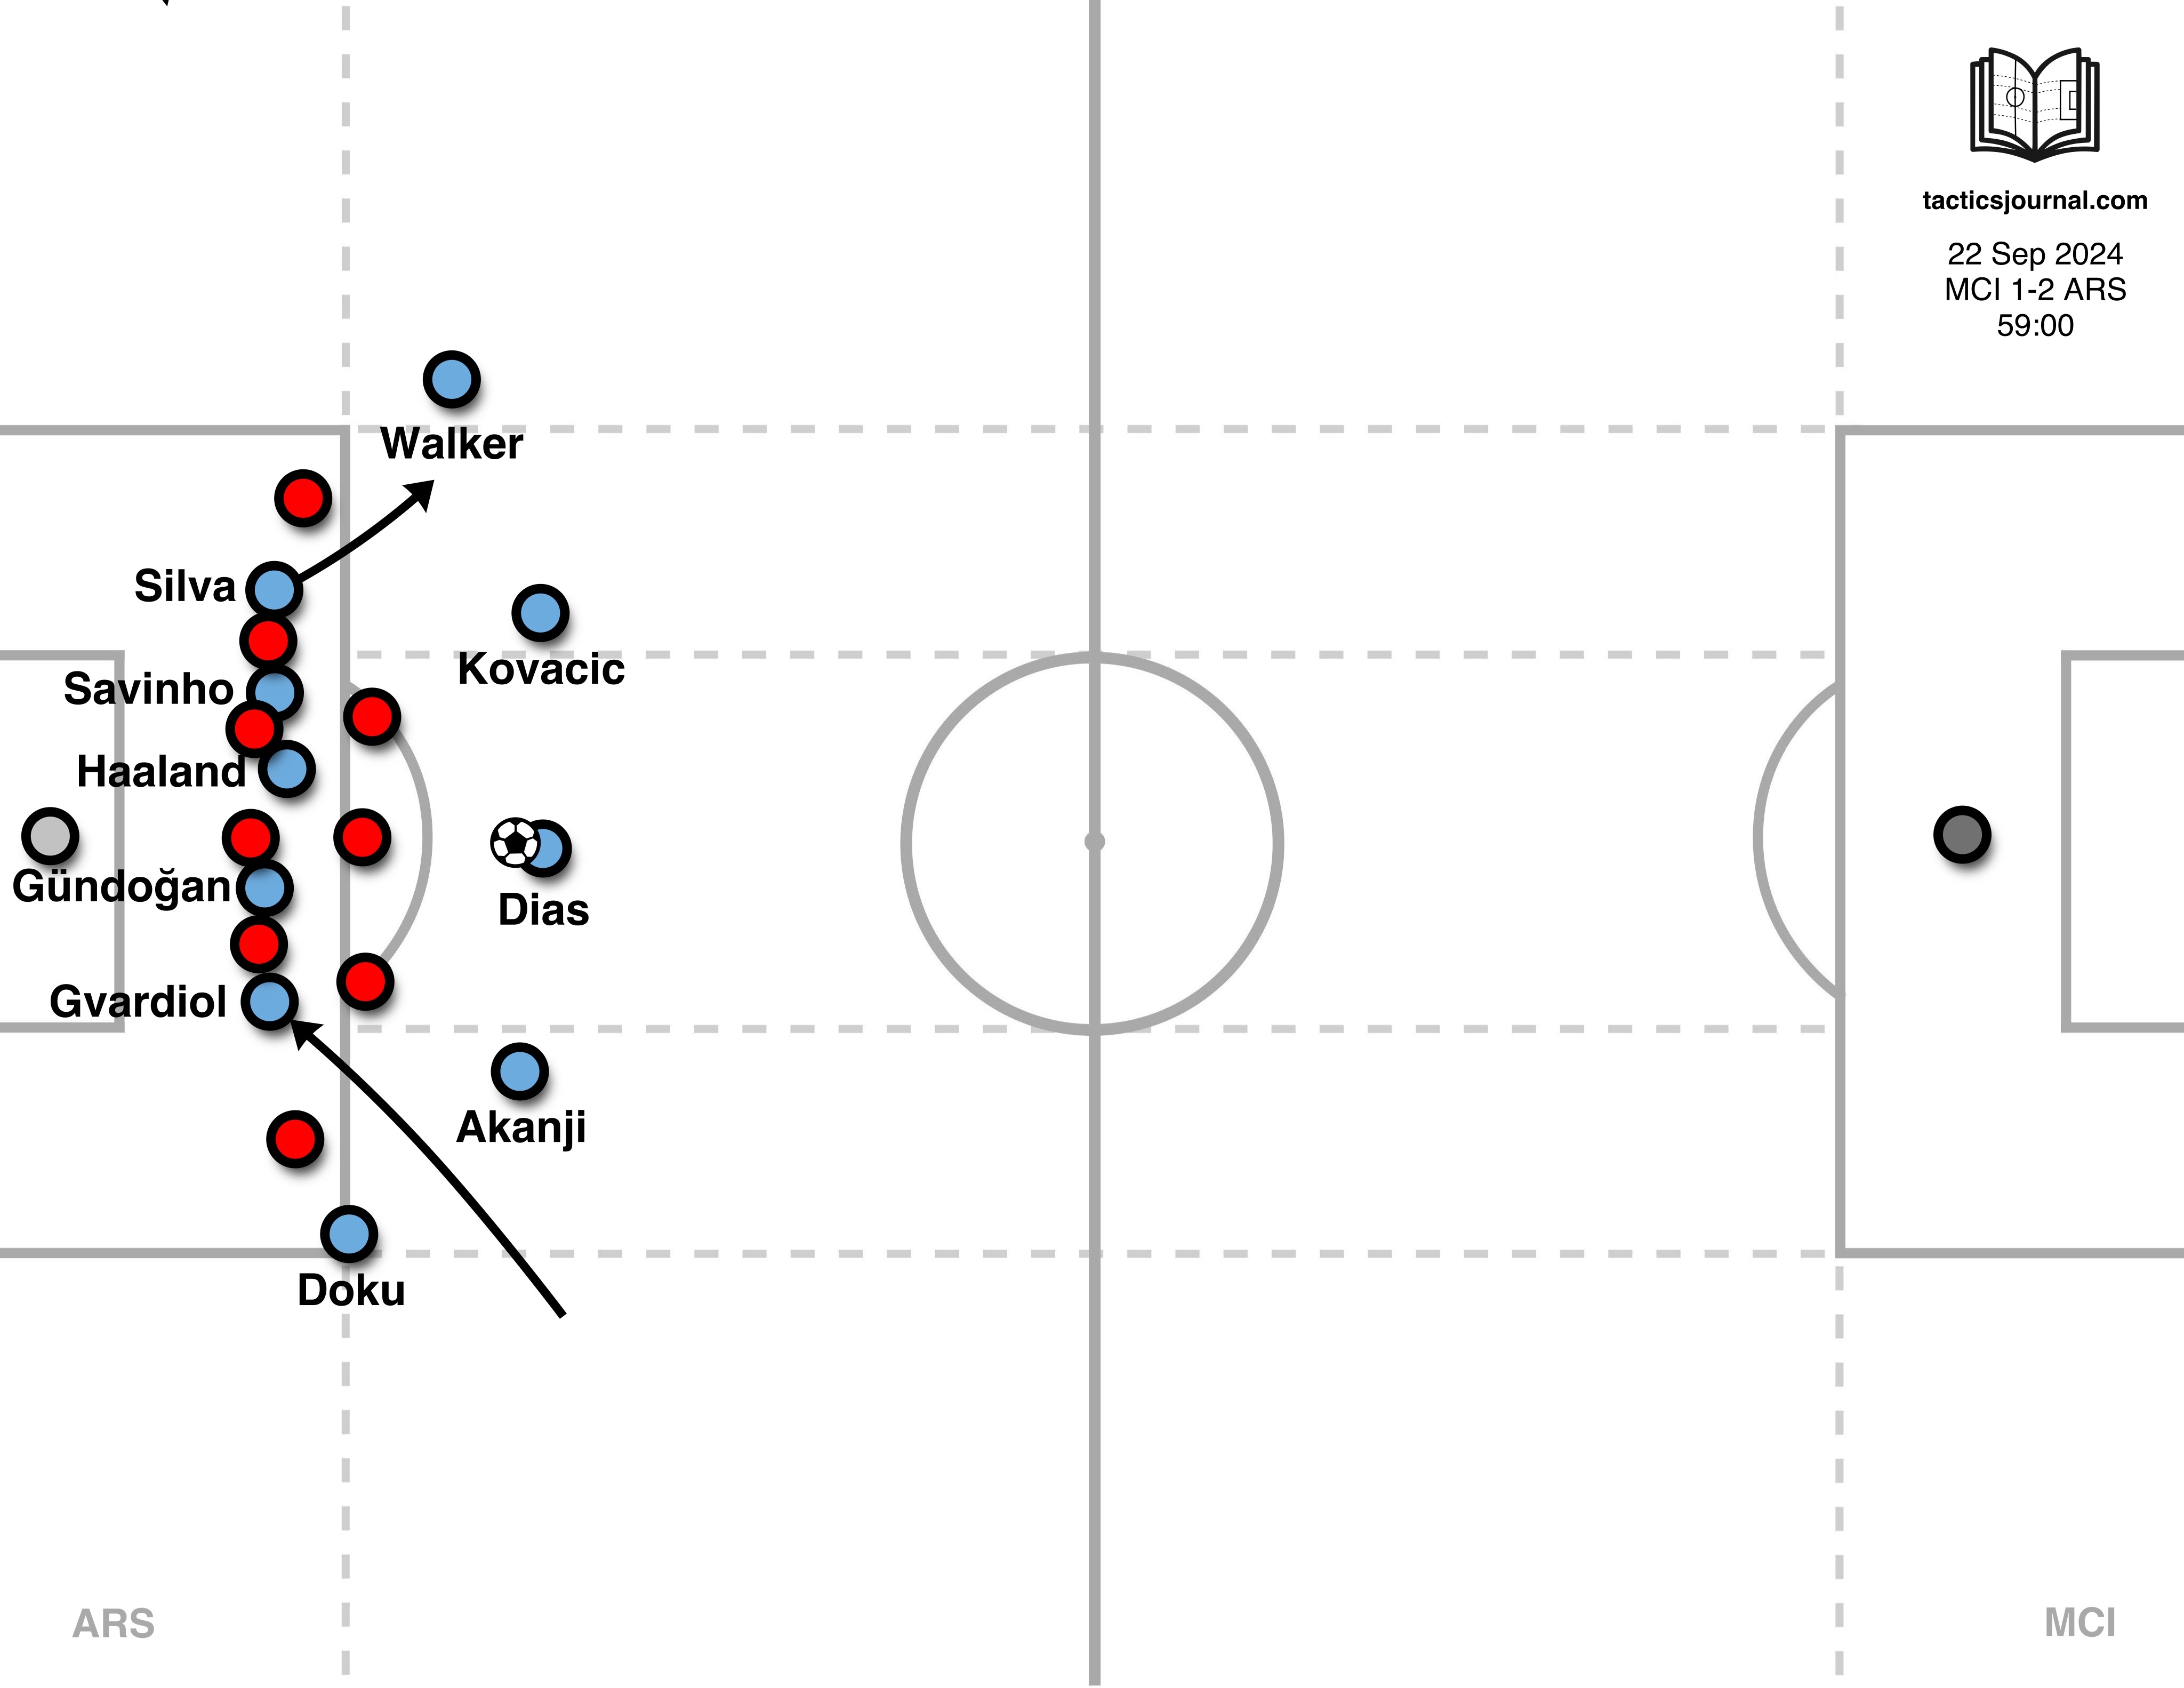 tacticsjournal.com
22 Sep 2024
MCI 1-2 ARS
59:00
Walker
Silva
Kovacic
Savinho
Haaland
Gündoğan
Dias
Gvardiol
Akanji
Doku
ARS
MCI